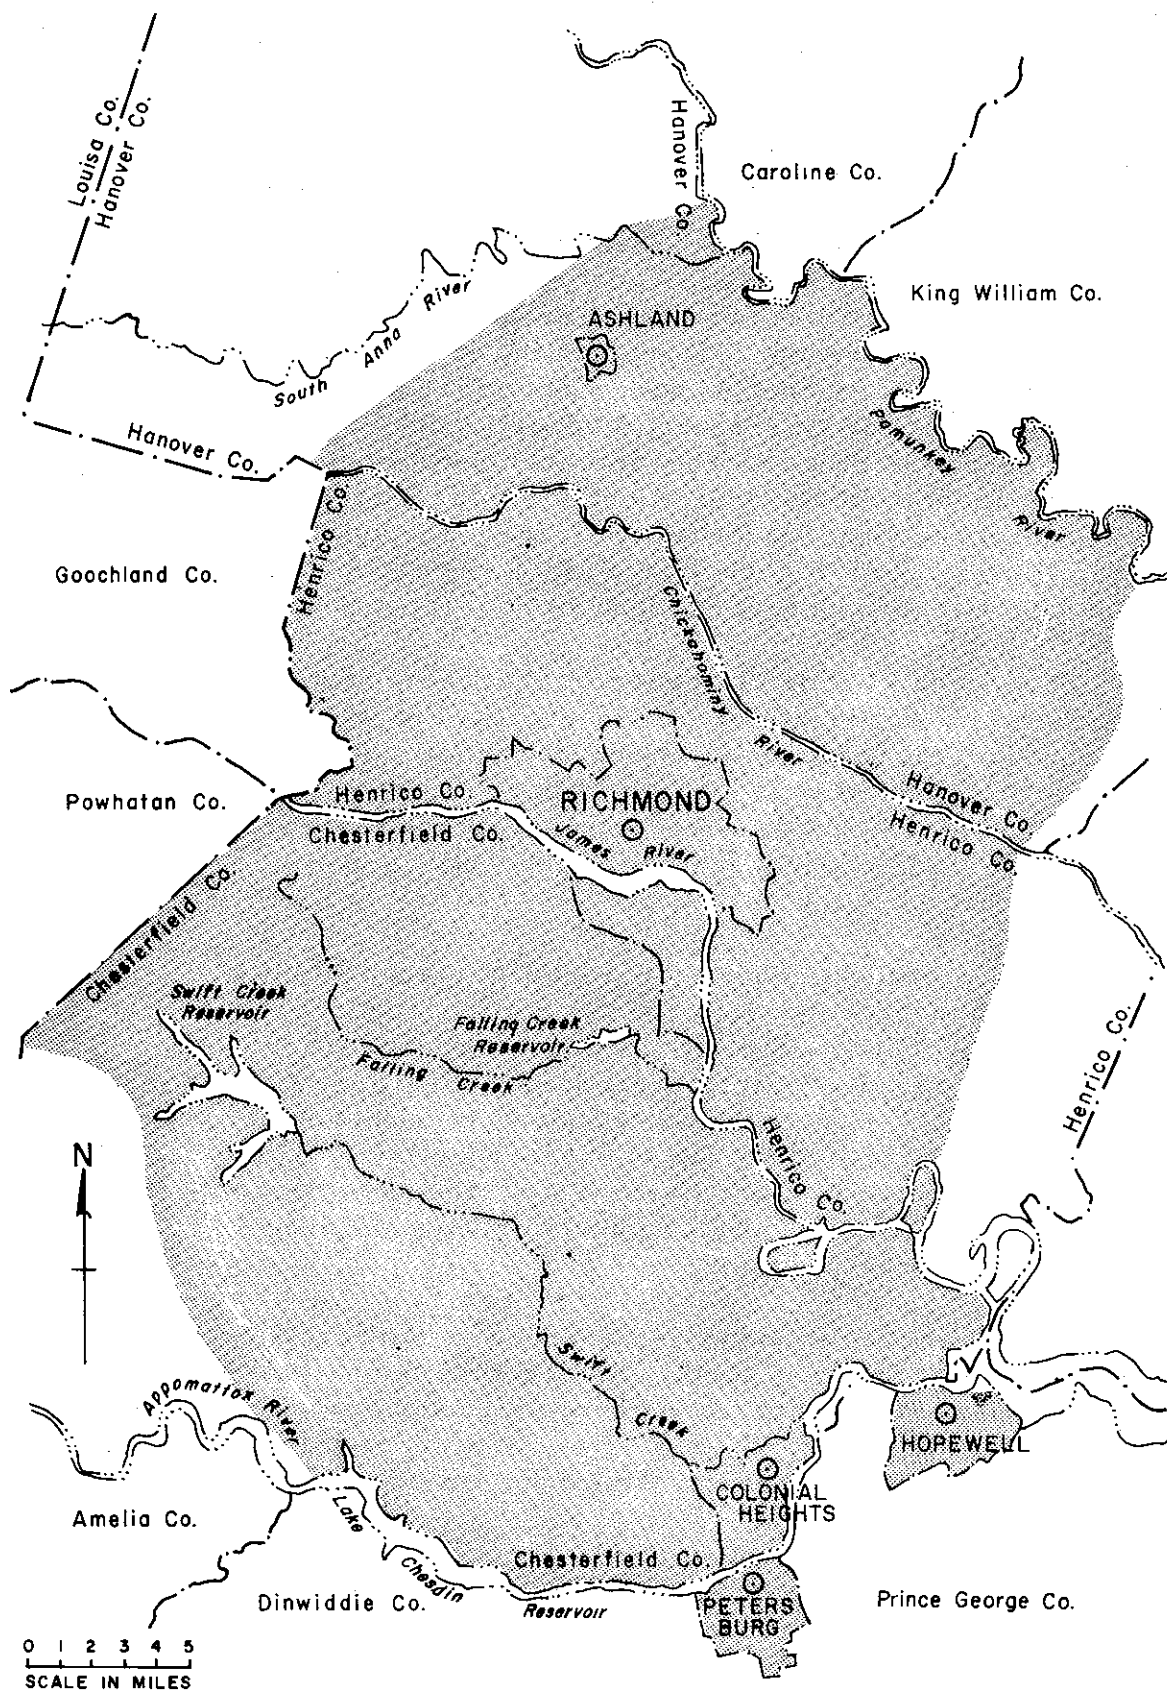 Louisa Co.
Hanover Co.
Hanover Co
Caroline Co.
King William Co.
South Anna River
ASHLAND
Pamunkey River
Hanover Co.
Henrico Co.
Goochland Co.
Chickahominy River
Powhatan Co.
Henrico Co
Chesterfield Co.
RICHMOND
James River
Hanover Co.
Henrico Co.
Chesterfield Co.
Swift Creek
Reservoir
Falling Creek
Reservoir
Falling Creek
Henrico Co.
Henrico Co.
N
Swift Creek
Appomattox River
HOPEWELL
COLONIAL
HEIGHTS
Amelia Co.
Lake Chesdin Reservoir
Chesterfield Co.
Dinwiddie Co.
PETERS
BURG
Prince George Co.
0 1 2 3 4 5
SCALE IN MILES